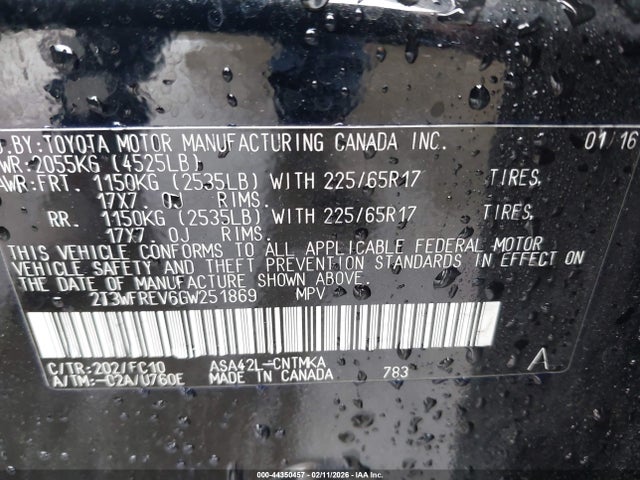 D BY: TOYOTA MOTOR MANUFACTURING CANADA INC. 01/16
WR: 2055KG (4525LB)
AWR: FRT. 1150KG (2535LB) WITH 225/65R17 TIRES,
17X7.0J RIMS.
RR. 1150KG (2535LB) WITH 225/65R17 TIRES,
17X7.0J RIMS.
THIS VEHICLE CONFORMS TO ALL APPLICABLE FEDERAL MOTOR
VEHICLE SAFETY AND THEFT PREVENTION STANDARDS IN EFFECT ON
THE DATE OF MANUFACTURE SHOWN ABOVE.
2T3WFREV6GW251869 MPV
C/TR: 202/FC10 ASA42L-CNTMKA A
A/TM: -02A/U760E MADE IN CANADA 783
000-44350457 - 02/11/2026 - IAA Inc.